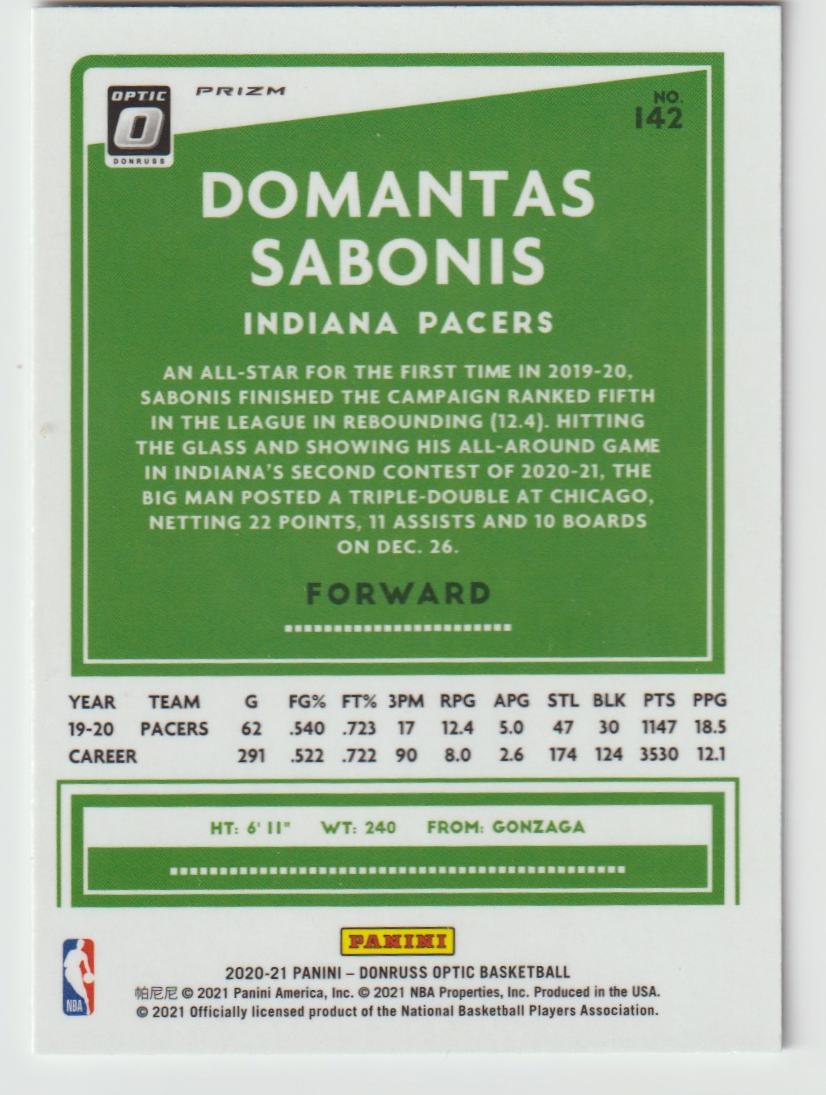 OPTIC
O
DONRUSS
PRIZM
NO.
142
DOMANTAS
SABONIS
INDIANA PACERS
AN ALL-STAR FOR THE FIRST TIME IN 2019-20,
SABONIS FINISHED THE CAMPAIGN RANKED FIFTH
IN THE LEAGUE IN REBOUNDING (12.4). HITTING
THE GLASS AND SHOWING HIS ALL-AROUND GAME
IN INDIANA'S SECOND CONTEST OF 2020-21, THE
BIG MAN POSTED A TRIPLE-DOUBLE AT CHICAGO,
NETTING 22 POINTS, 11 ASSISTS AND 10 BOARDS
ON DEC. 26.
FORWARD
YEAR TEAM G FG% FT% 3PM RPG APG STL BLK PTS PPG
19-20 PACERS 62 .540 .723 17 12.4 5.0 47 30 1147 18.5
CAREER 291 .522 .722 90 8.0 2.6 174 124 3530 12.1
HT: 6' 11" WT: 240 FROM: GONZAGA
PANINI
2020-21 PANINI – DONRUSS OPTIC BASKETBALL
帕尼尼 © 2021 Panini America, Inc. © 2021 NBA Properties, Inc. Produced in the USA.
© 2021 Officially licensed product of the National Basketball Players Association.
NBA